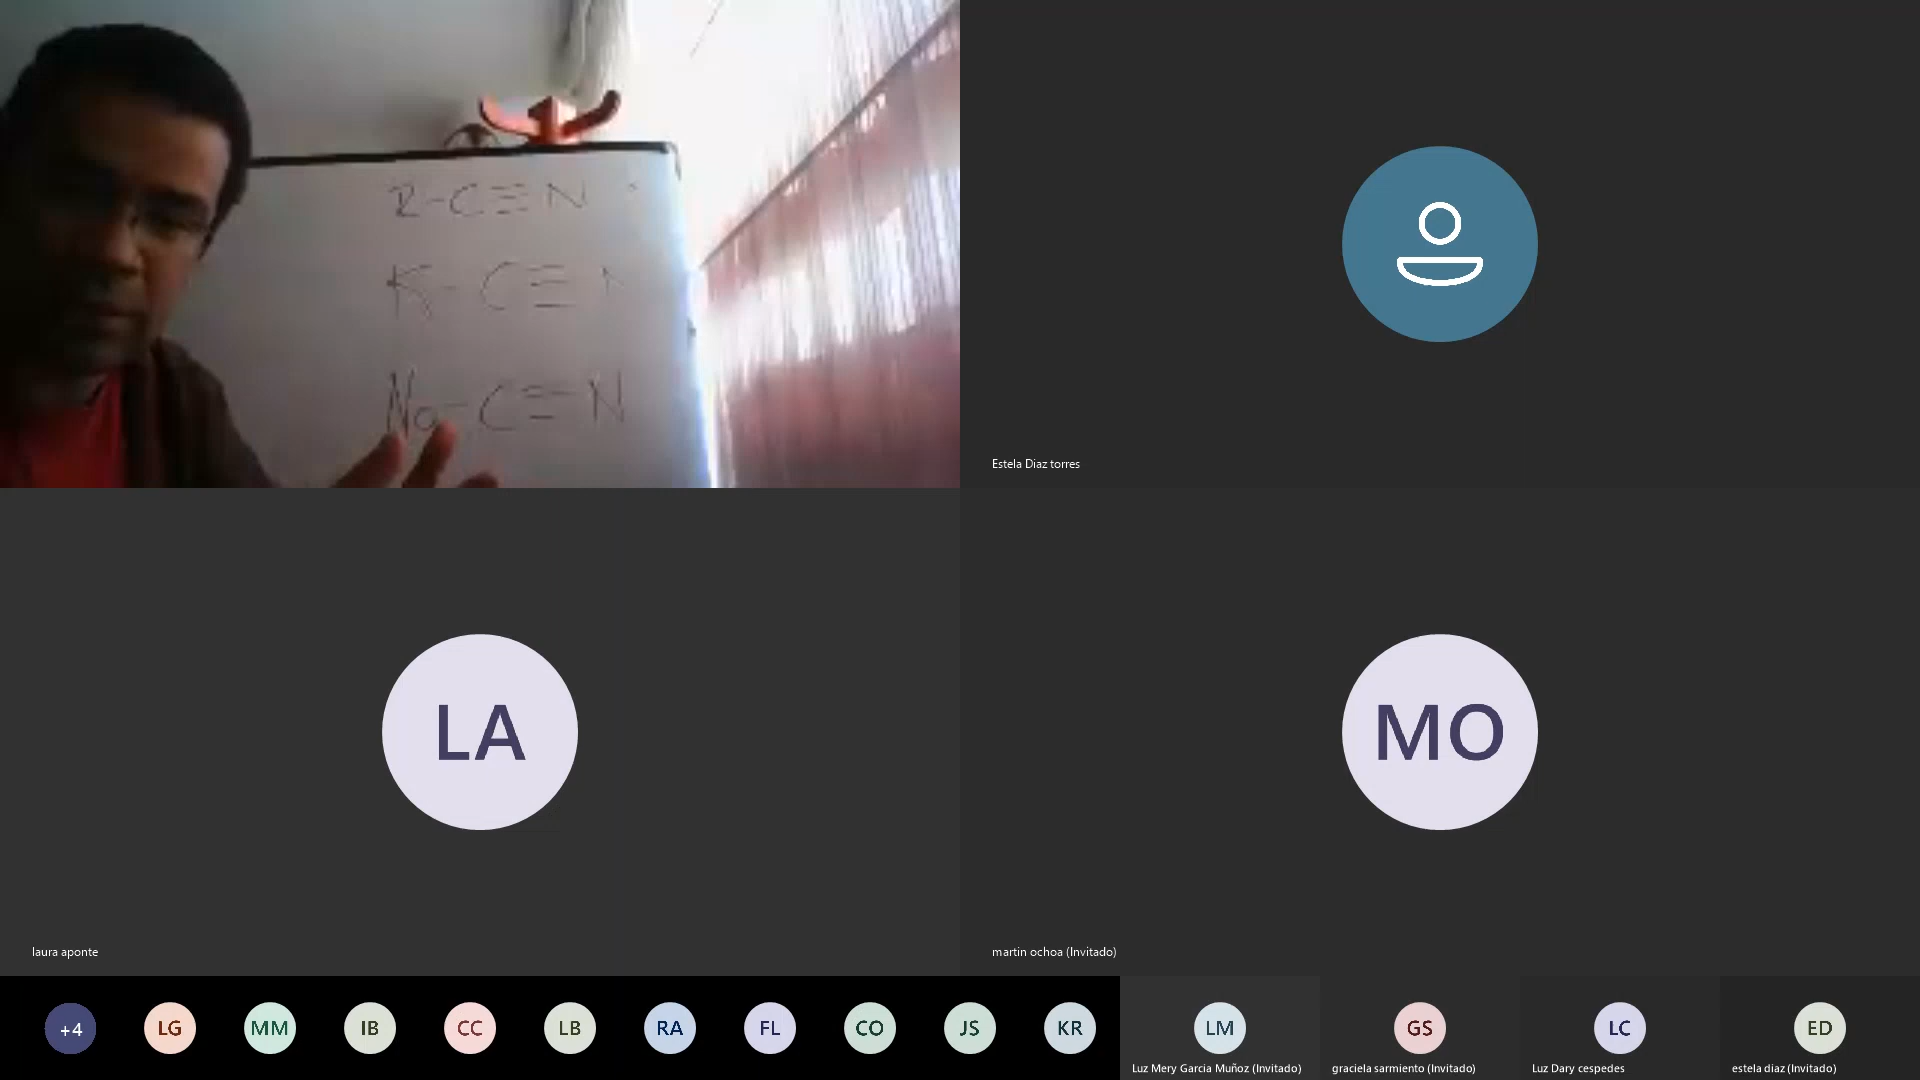 R-C≡N
K-C≡N
Na-C≡N
Estela Diaz torres
LA
laura aponte
MO
martin ochoa (Invitado)
+4
LG
MM
IB
CC
LB
RA
FL
CO
JS
KR
LM
Luz Mery Garcia Muñoz (Invitado)
GS
graciela sarmiento (Invitado)
LC
Luz Dary cespedes
ED
estela diaz (Invitado)